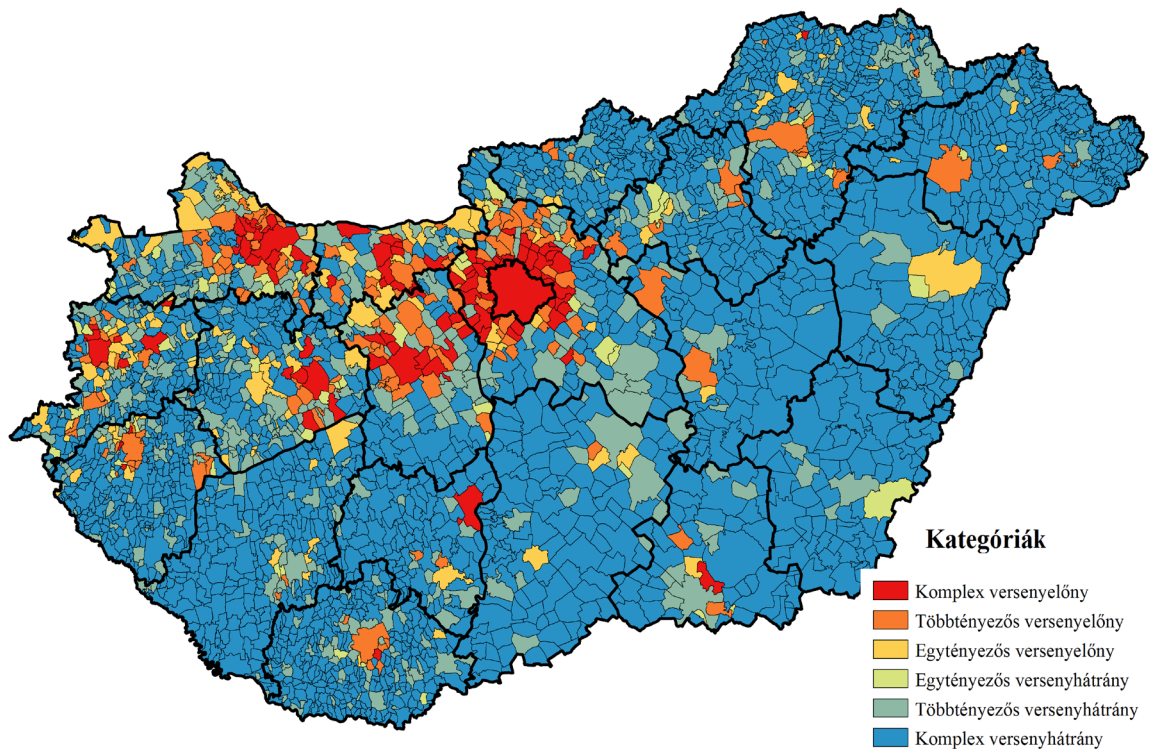 Kategóriák
Komplex versenyelőny
Többtényezős versenyelőny
Egytényezős versenyelőny
Egytényezős versenyhátrány
Többtényezős versenyhátrány
Komplex versenyhátrány